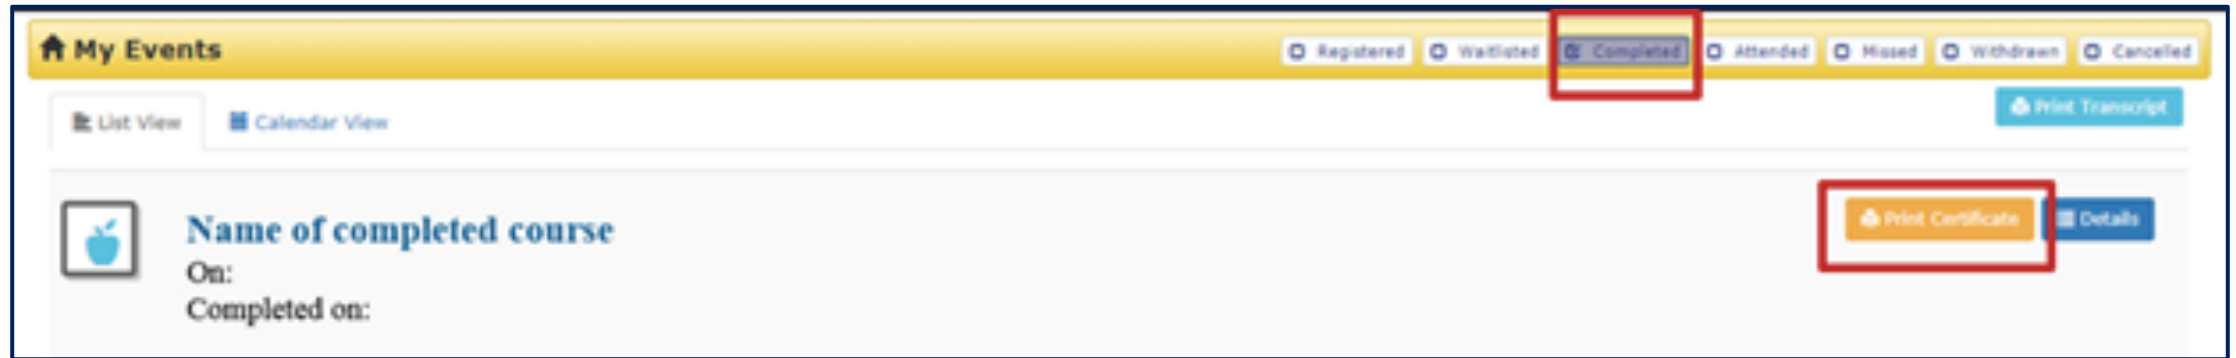 My Events
Registered Waitlisted Completed Attended Missed Withdrawn Cancelled
List View Calendar View
Print Transcript
Name of completed course
Print Certificate Details
On:
Completed on: